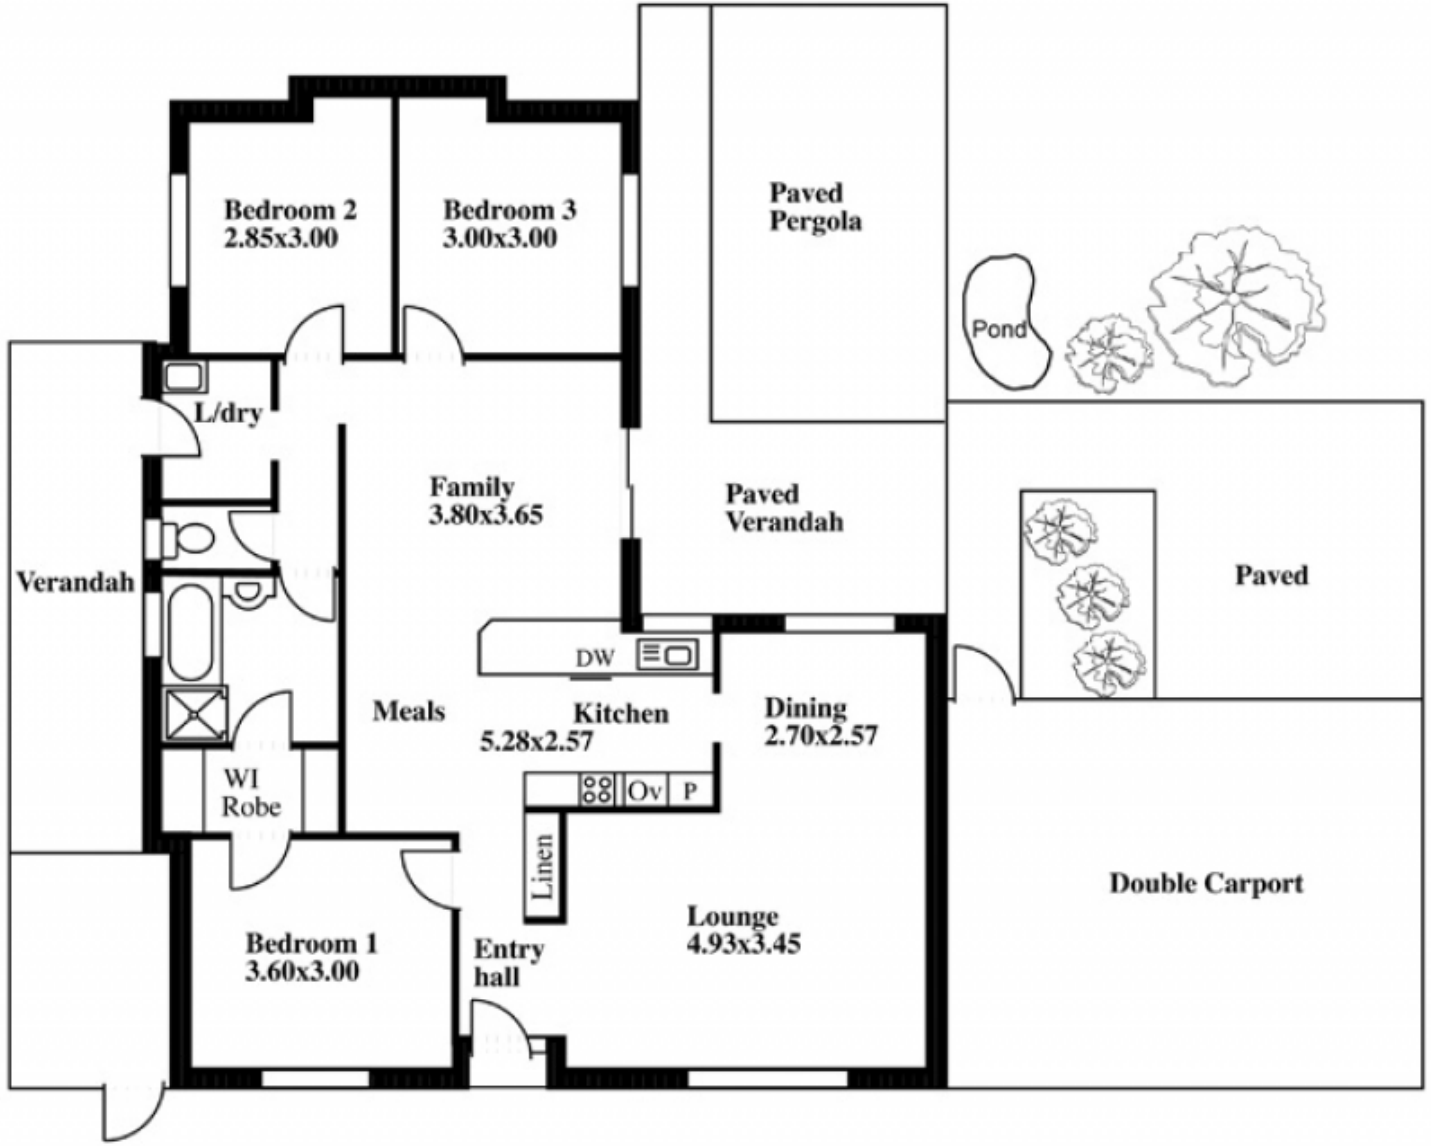 Paved
Pergola
Bedroom 2
2.85x3.00
Bedroom 3
3.00x3.00
Pond
L/dry
Family
3.80x3.65
Paved
Verandah
Verandah
Paved
DW
Meals
Kitchen
5.28x2.57
Dining
2.70x2.57
WI
Robe
Ov
P
Linen
Double Carport
Bedroom 1
3.60x3.00
Entry
hall
Lounge
4.93x3.45